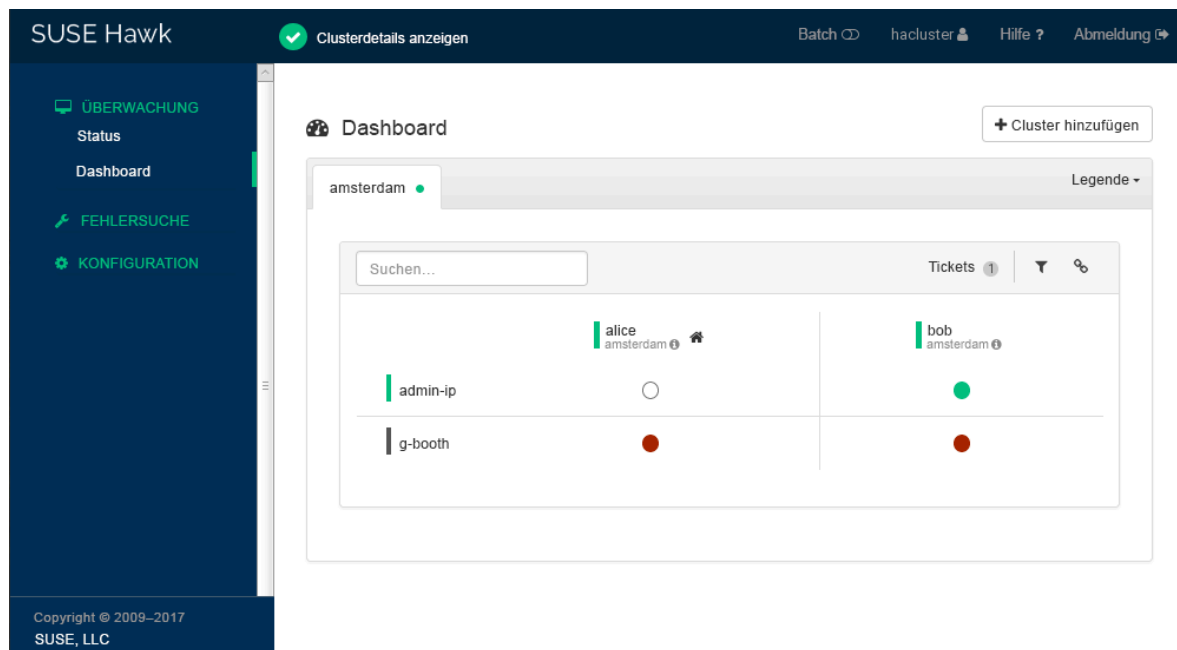 SUSE Hawk
Clusterdetails anzeigen
Batch
hacluster
Hilfe ?
Abmeldung
ÜBERWACHUNG
Status
Dashboard
FEHLERSUCHE
KONFIGURATION
Dashboard
+ Cluster hinzufügen
amsterdam
Legende
Suchen...
Tickets 1
alice
amsterdam
bob
amsterdam
admin-ip
g-booth
Copyright © 2009–2017
SUSE, LLC